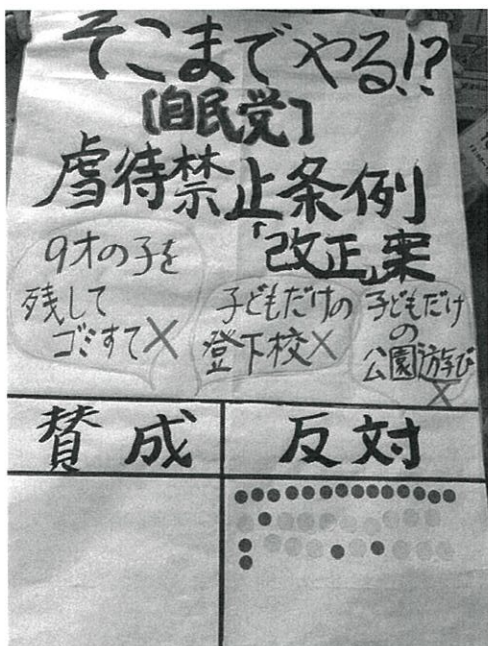 そこまでやる!?
［自民党］
虐待禁止条例
「改正」案
9才の子を
残して
ゴミすて×
子どもだけの
登下校×
子どもだけ
の
公園遊び
×
賛成
反対